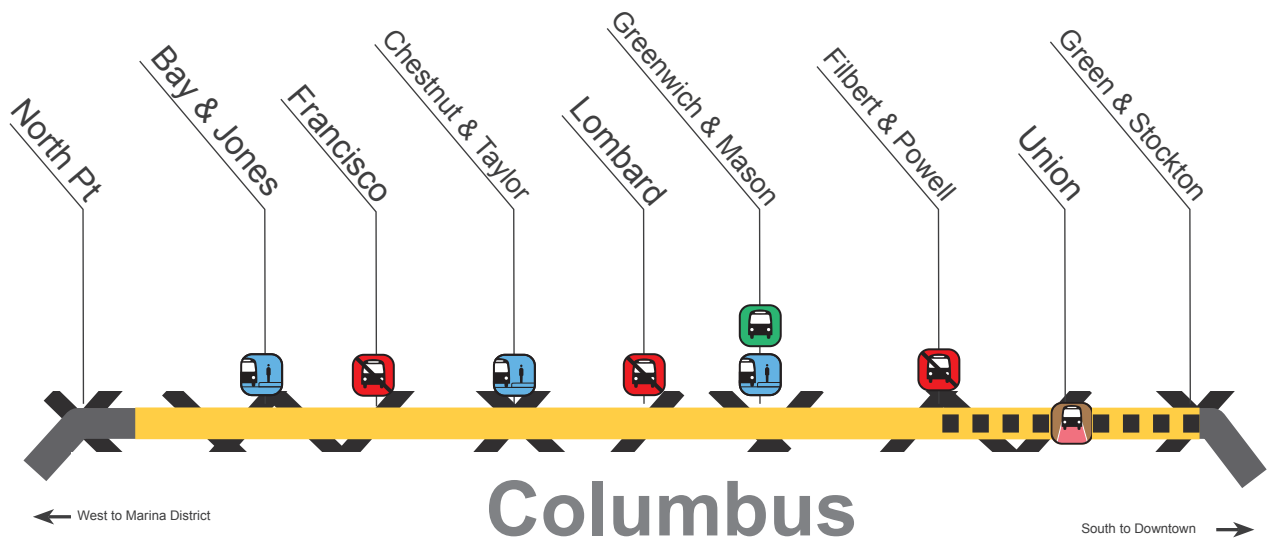 North Pt
Bay & Jones
Francisco
Chestnut & Taylor
Lombard
Greenwich & Mason
Filbert & Powell
Union
Green & Stockton
Columbus
West to Marina District
South to Downtown